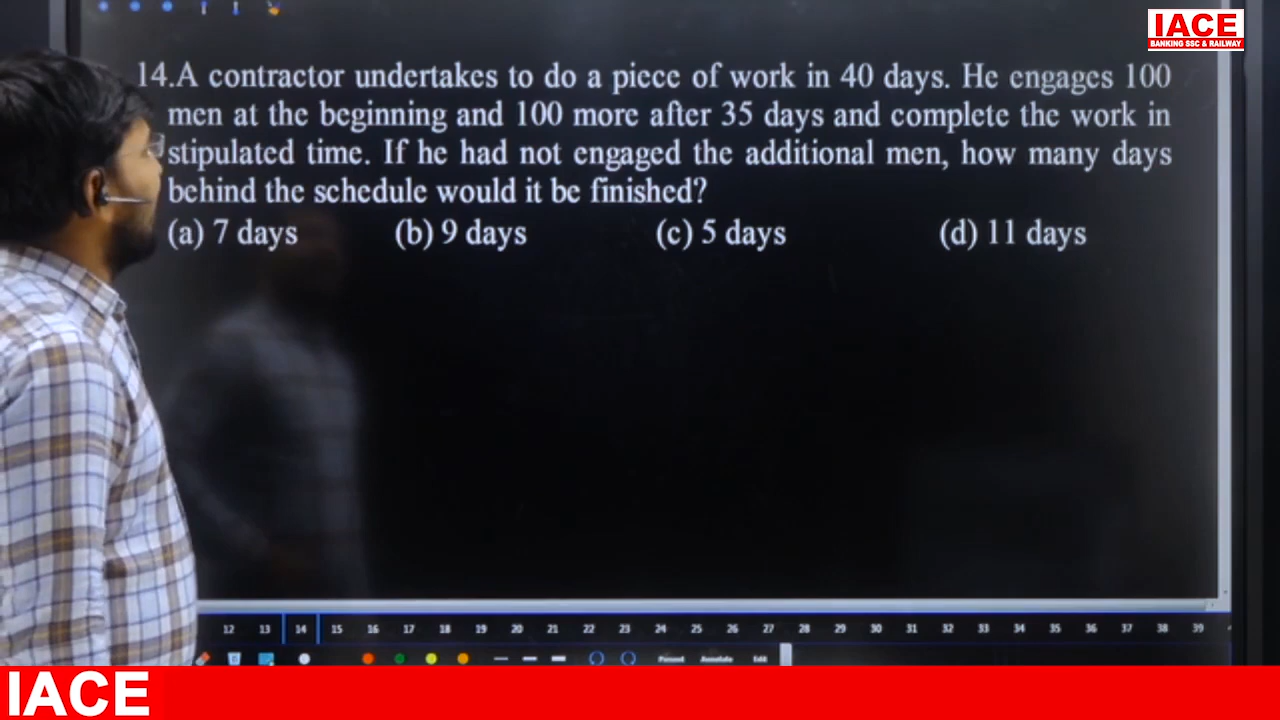 IACE
BANKING SSC & RAILWAY
14.A contractor undertakes to do a piece of work in 40 days. He engages 100
men at the beginning and 100 more after 35 days and complete the work in
stipulated time. If he had not engaged the additional men, how many days
behind the schedule would it be finished?
(a) 7 days (b) 9 days (c) 5 days (d) 11 days
12 13 14 15 16 17 18 19 20 21 22 23 24 25 26 27 28 29 30 31 32 33 34 35 36 37 38 39
Annotate Edit
IACE